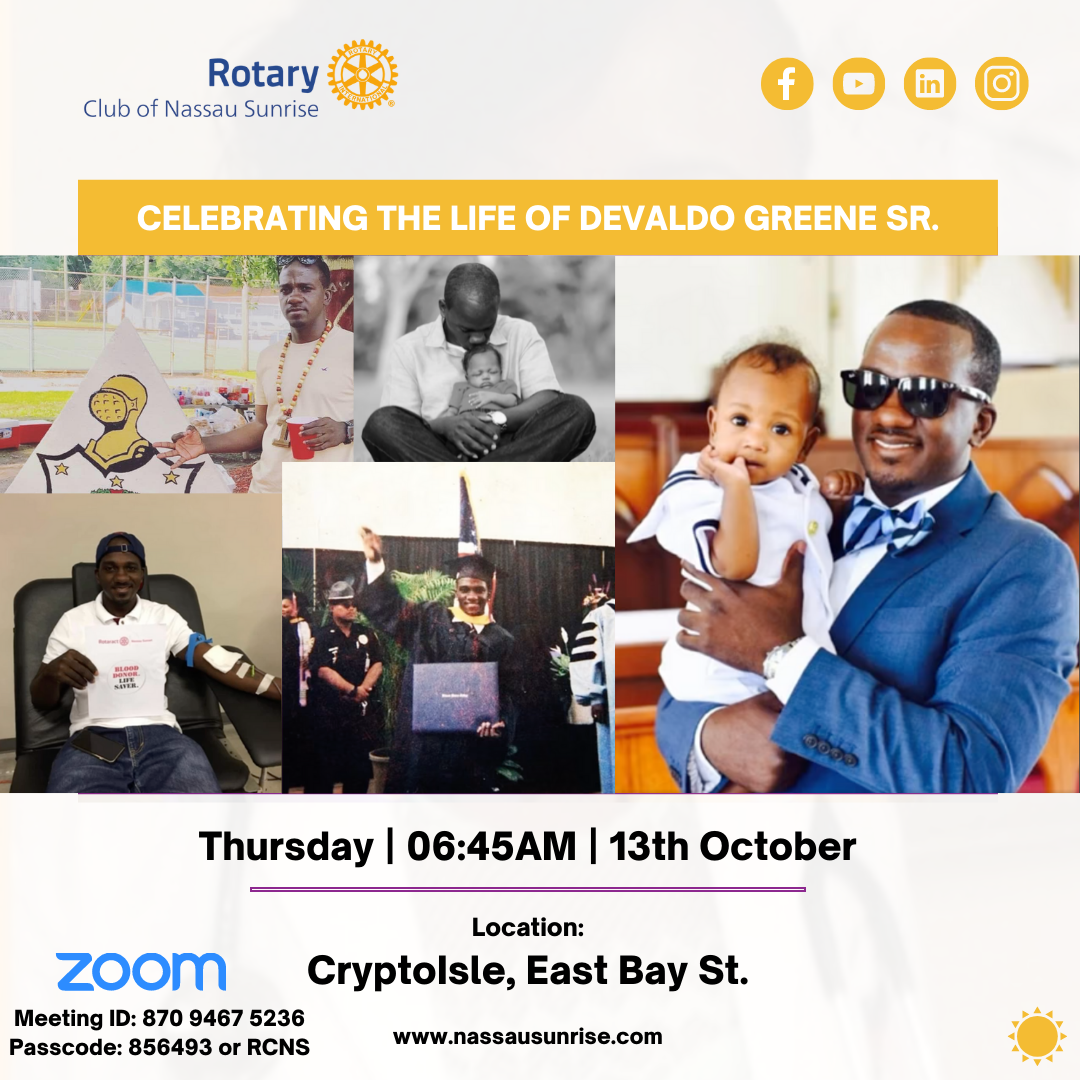 Rotary
Club of Nassau Sunrise
ROTARY
INTERNATIONAL
CELEBRATING THE LIFE OF DEVALDO GREENE SR.
BLOOD
DONOR.
LIFE
SAVER.
Thursday | 06:45AM | 13th October
Location:
CryptoIsle, East Bay St.
zoom
Meeting ID: 870 9467 5236
Passcode: 856493 or RCNS
www.nassausunrise.com